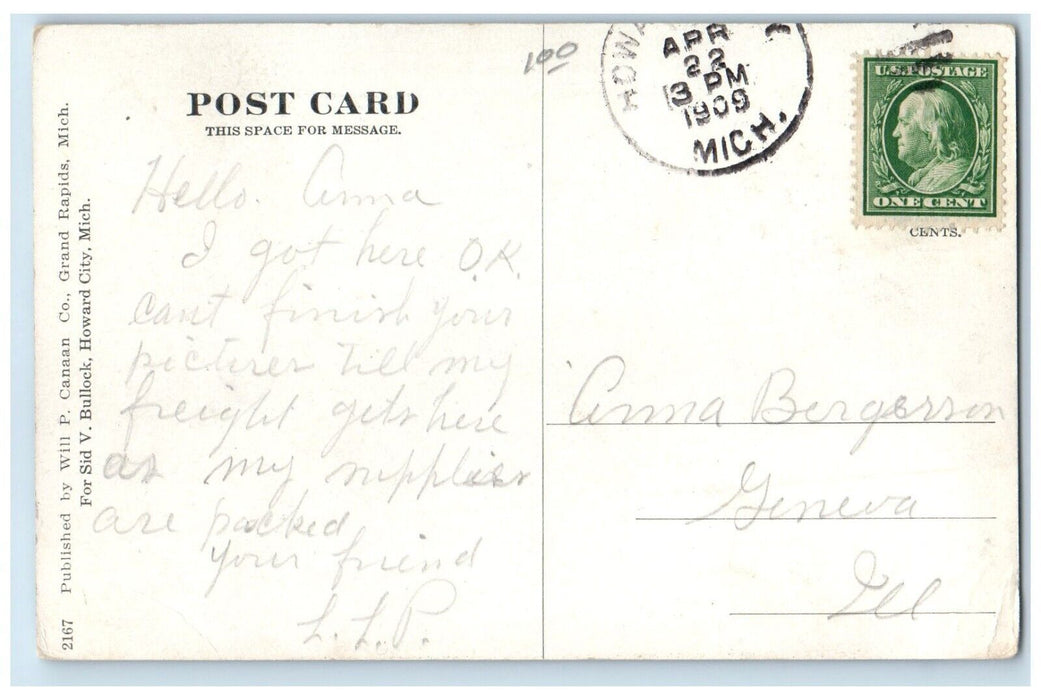 POST CARD
THIS SPACE FOR MESSAGE.
Hello. Anna
I got here O.K.
cant finish your
pictures till my
freight gets here
as my supplies
are packed
your friend
L.L.P.
2167 Published by Will P. Canaan Co., Grand Rapids, Mich.
For Sid V. Bullock, Howard City, Mich.
100
HOWA
APR
22
3 PM
1909
MICH.
U.S. POSTAGE
ONE CENT
CENTS.
Anna Bergerson
Geneva
Ill